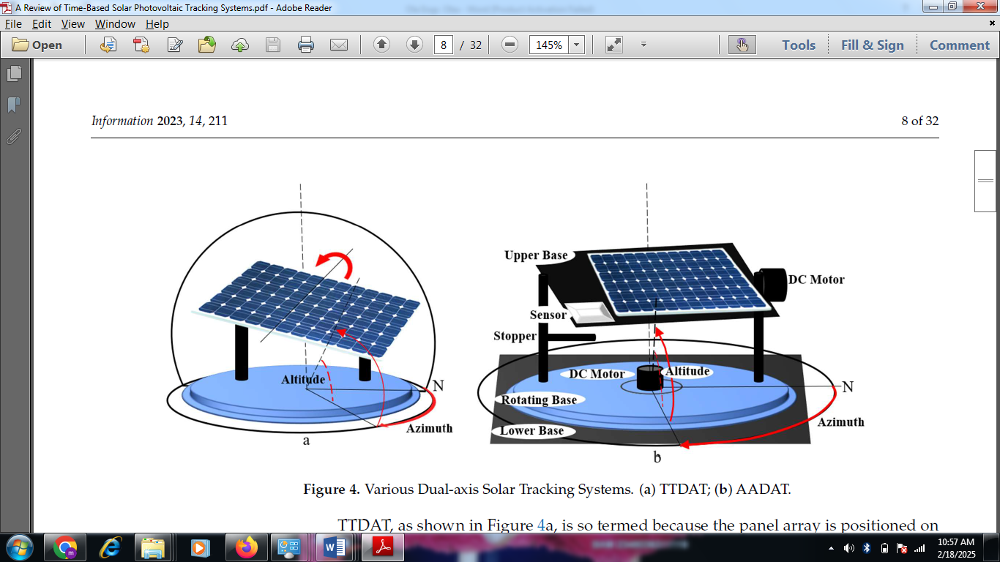 A Review of Time-Based Solar Photovoltaic Tracking Systems.pdf - Adobe Reader
File Edit View Window Help
Open 8 / 32 145% Tools Fill & Sign Comment
Information 2023, 14, 211 8 of 32
Altitude
N
Azimuth
a
Upper Base
DC Motor
Sensor
Stopper
DC Motor
Altitude
N
Rotating Base
Azimuth
Lower Base
b
Figure 4. Various Dual-axis Solar Tracking Systems. (a) TTDAT; (b) AADAT.
TTDAT, as shown in Figure 4a, is so termed because the panel array is positioned on
10:57 AM
2/18/2025